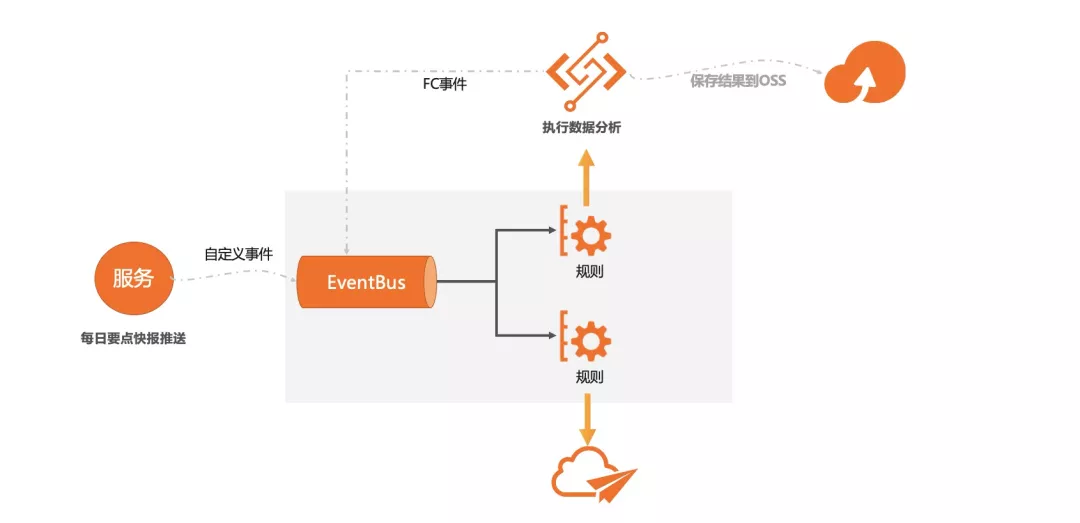 FC事件
保存结果到OSS
执行数据分析
自定义事件
服务
EventBus
规则
每日要点快报推送
规则